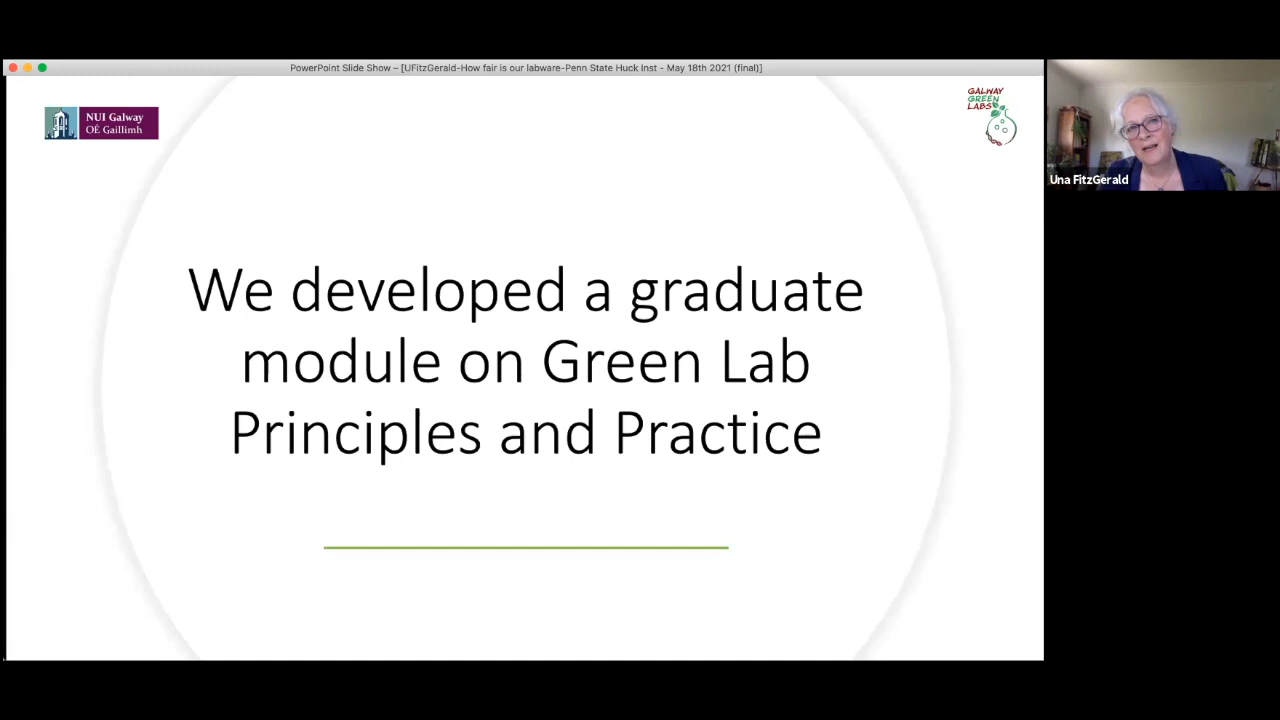 PowerPoint Slide Show – [UFitzGerald-How fair is our labware-Penn State Huck Inst - May 18th 2021 (final)]
NUI Galway
OÉ Gaillimh
GALWAY
GREEN
LABS
Una FitzGerald
We developed a graduate
module on Green Lab
Principles and Practice